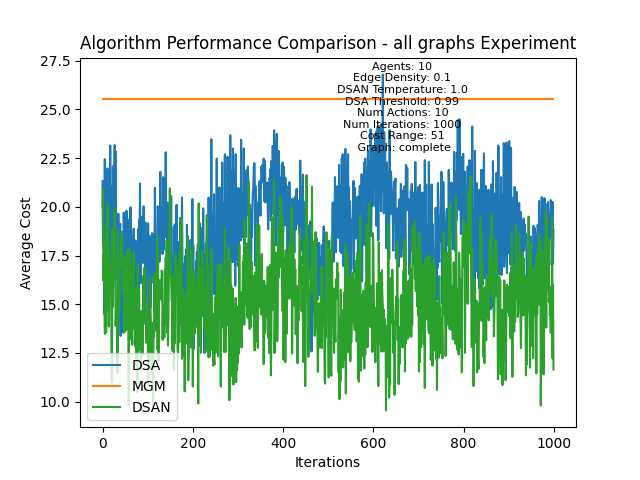 Algorithm Performance Comparison - all graphs Experiment
Agents: 10
Edge Density: 0.1
DSAN Temperature: 1.0
DSA Threshold: 0.99
Num Actions: 10
Num Iterations: 1000
Cost Range: 51
Graph: complete
27.5
25.0
22.5
20.0
17.5
15.0
12.5
10.0
Average Cost
DSA
MGM
DSAN
0
200
400
600
800
1000
Iterations